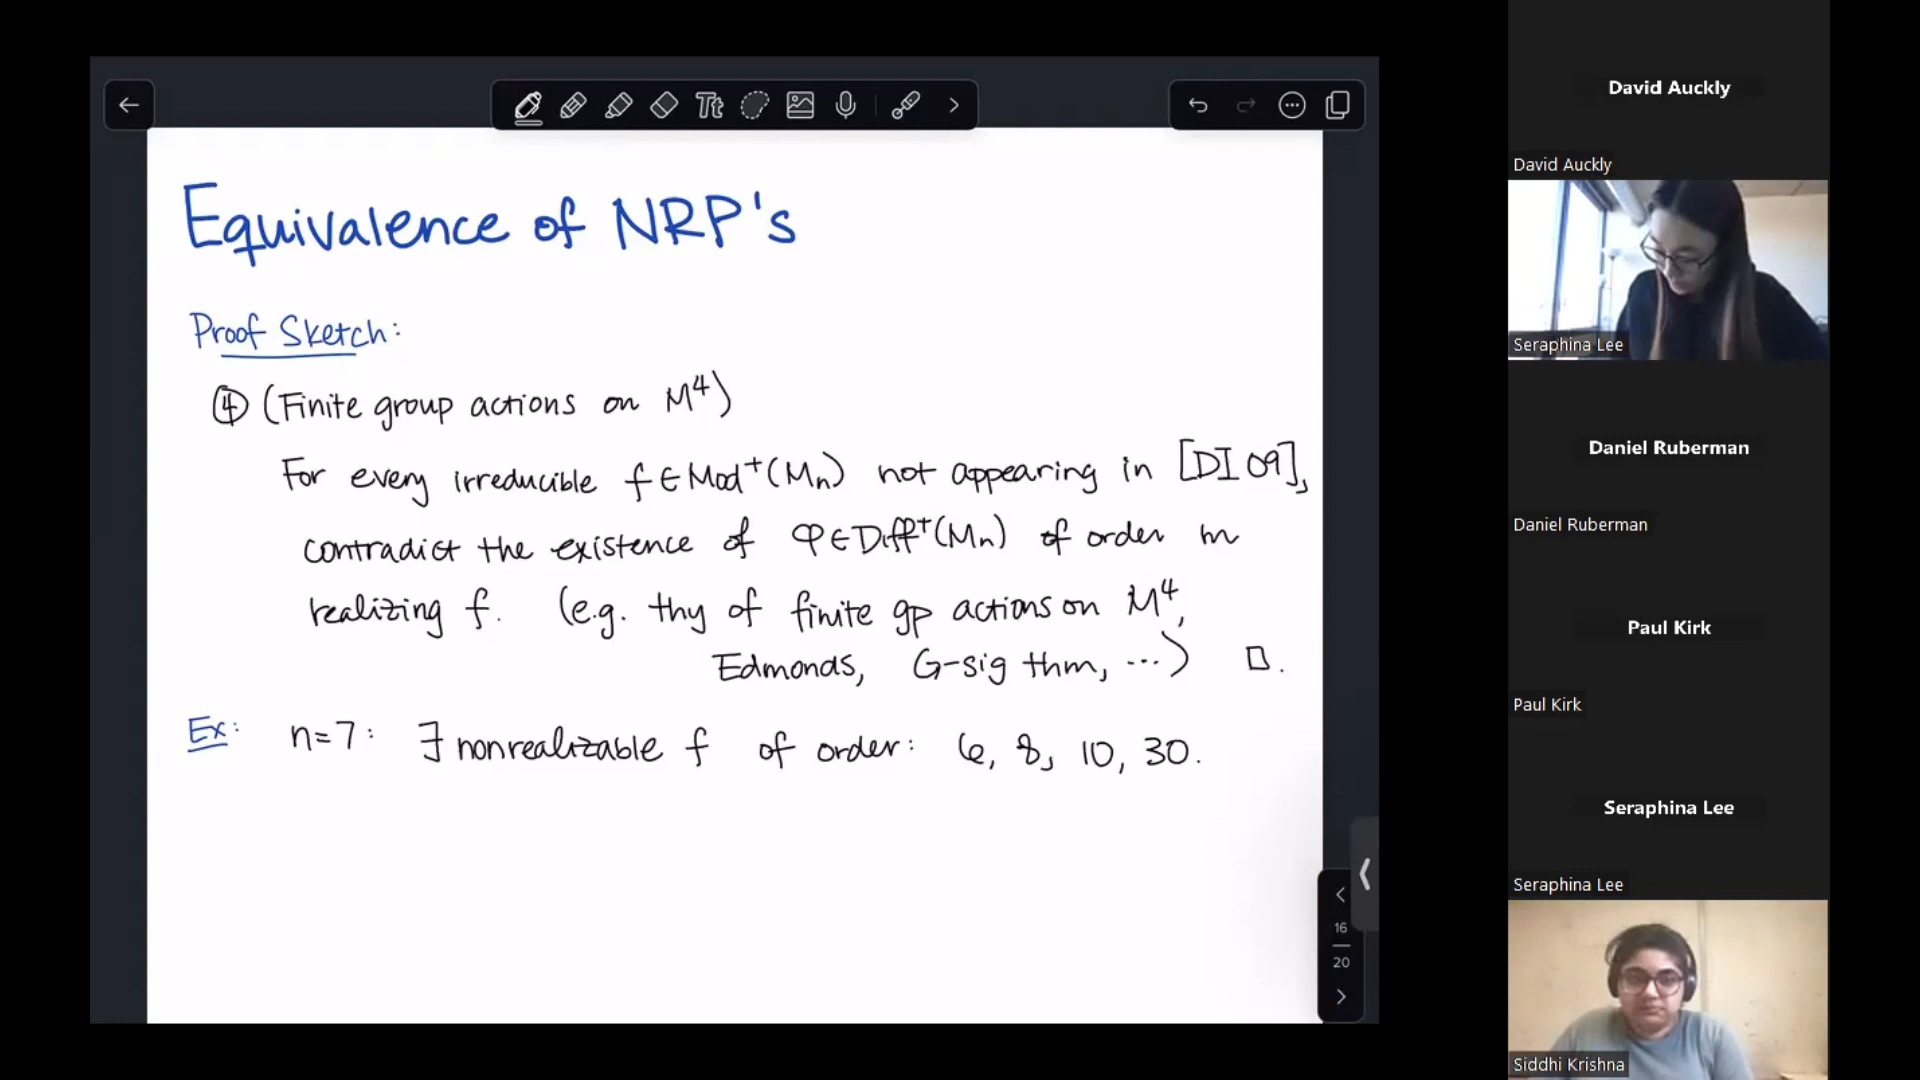 Tt
Equivalence of NRP's
Proof Sketch:
④ (Finite group actions on M⁴)
For every irreducible f ∈ Mod⁺(Mₙ) not appearing in [DI 09],
contradict the existence of φ ∈ Diff⁺(Mₙ) of order m
realizing f. (e.g. thy of finite gp actions on M⁴,
Edmonds, G-sig thm, ...) □.
Ex: n=7: ∃ nonrealizable f of order: 6, 8, 10, 30.
16
20
David Auckly
David Auckly
Seraphina Lee
Daniel Ruberman
Daniel Ruberman
Paul Kirk
Paul Kirk
Seraphina Lee
Seraphina Lee
Siddhi Krishna